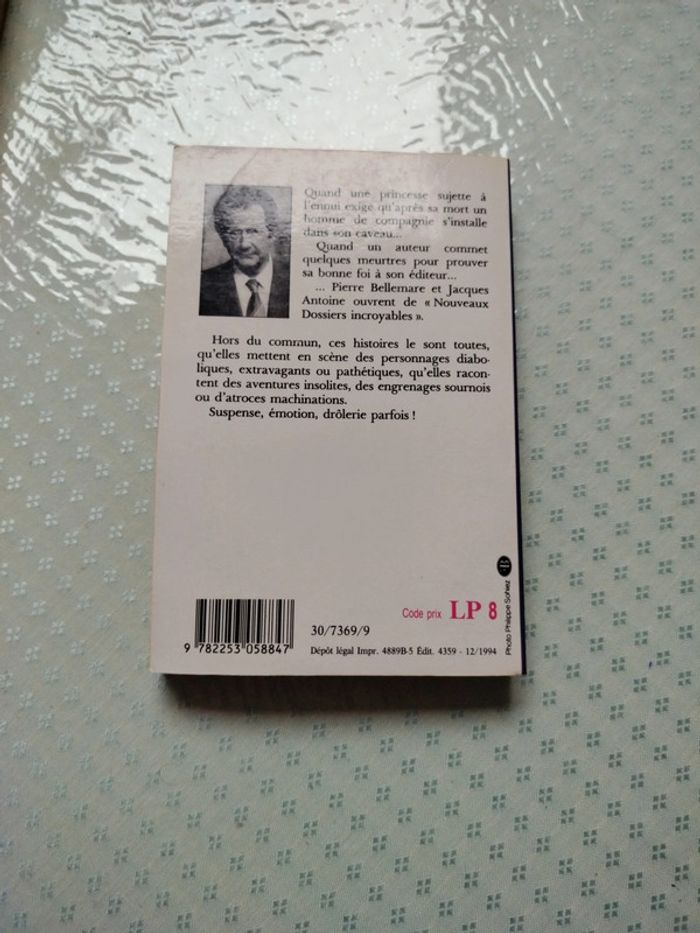 Quand une princesse sujette à
l'ennui exige qu'après sa mort un
homme de compagnie s'installe
dans son caveau...
Quand un auteur commet
quelques meurtres pour prouver
sa bonne foi à son éditeur...
... Pierre Bellemare et Jacques
Antoine ouvrent de « Nouveaux
Dossiers incroyables ».
Hors du commun, ces histoires le sont toutes,
qu'elles mettent en scène des personnages diabo-
liques, extravagants ou pathétiques, qu'elles racon-
tent des aventures insolites, des engrenages sournois
ou d'atroces machinations.
Suspense, émotion, drôlerie parfois !
Code prix LP 8
30/7369/9
9 782253 058847
Dépôt légal Impr. 4889B-5 Édit. 4359 - 12/1994
Photo Philippe